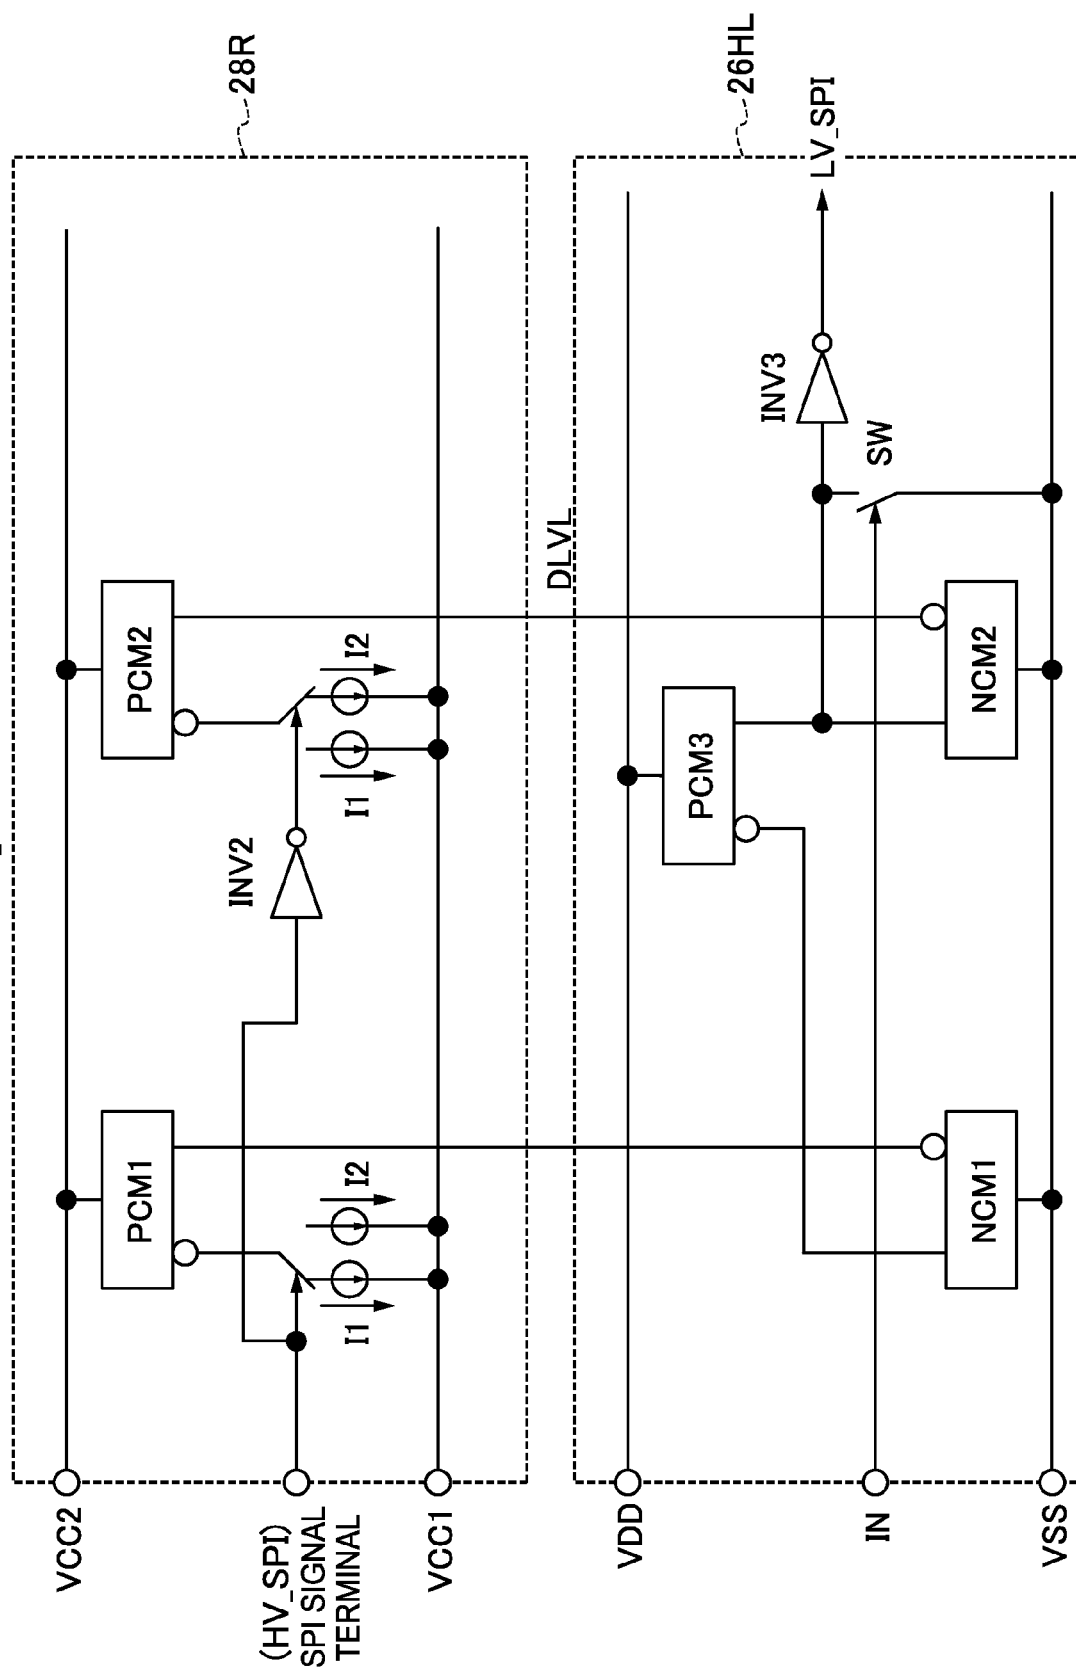 28R
VCC2
PCM1
PCM2
INV2
(HV_SPI)
SPI SIGNAL
TERMINAL
I1
I2
I1
I2
VCC1
DLVL
26HL
VDD
PCM3
INV3
LV_SPI
SW
IN
NCM1
NCM2
VSS